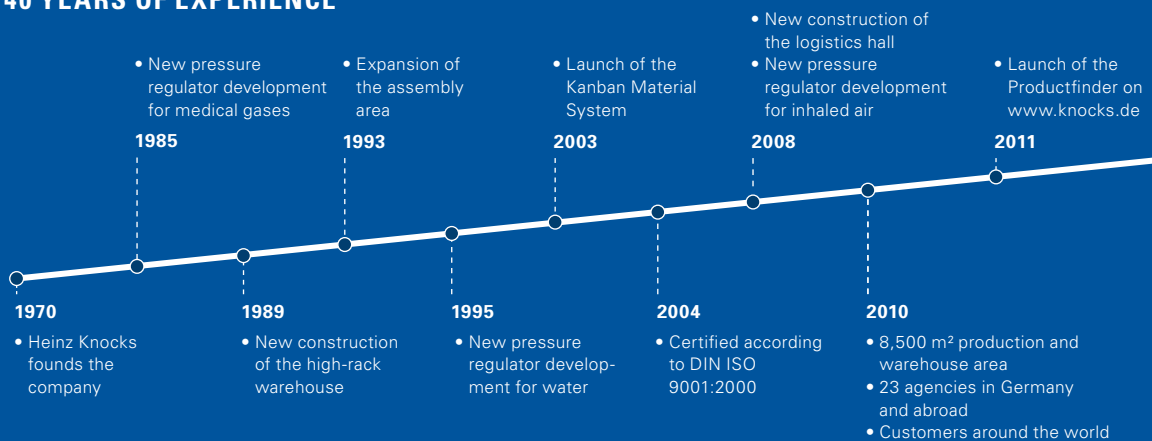 40 YEARS OF EXPERIENCE
• New construction of
the logistics hall
• New pressure
regulator development
for inhaled air
• New pressure
regulator development
for medical gases
• Expansion of
the assembly
area
• Launch of the
Kanban Material
System
• Launch of the
Productfinder on
www.knocks.de
1985
1993
2003
2008
2011
1970
• Heinz Knocks
founds the
company
1989
• New construction
of the high-rack
warehouse
1995
• New pressure
regulator develop-
ment for water
2004
• Certified according
to DIN ISO
9001:2000
2010
• 8,500 m² production and
warehouse area
• 23 agencies in Germany
and abroad
• Customers around the world